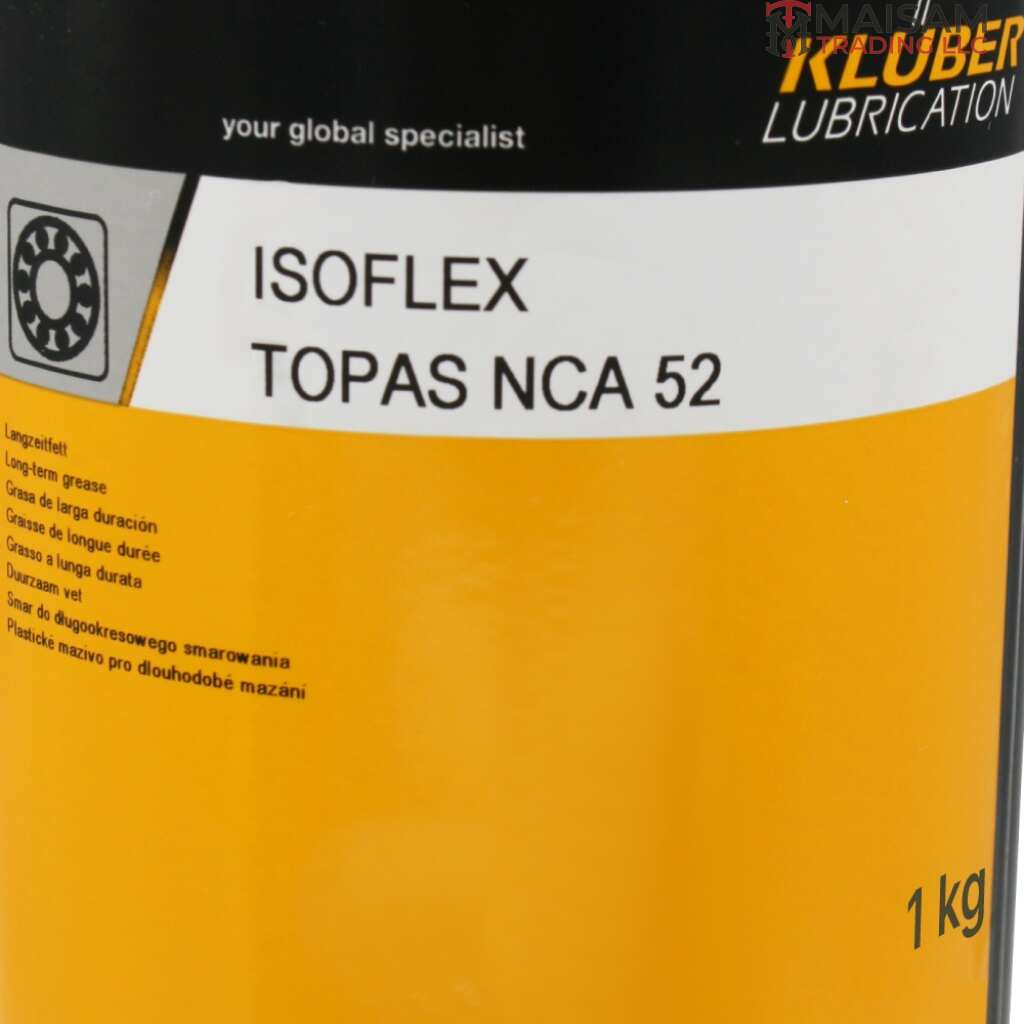 MAISAM
TRADING LLC
KLÜBER
LUBRICATION
your global specialist
ISOFLEX
TOPAS NCA 52
Langzeitfett
Long-term grease
Grasa de larga duración
Graisse de longue durée
Grasso a lunga durata
Duurzaam vet
Smar do długookresowego smarowania
Plastické mazivo pro dlouhodobé mazání
1 kg